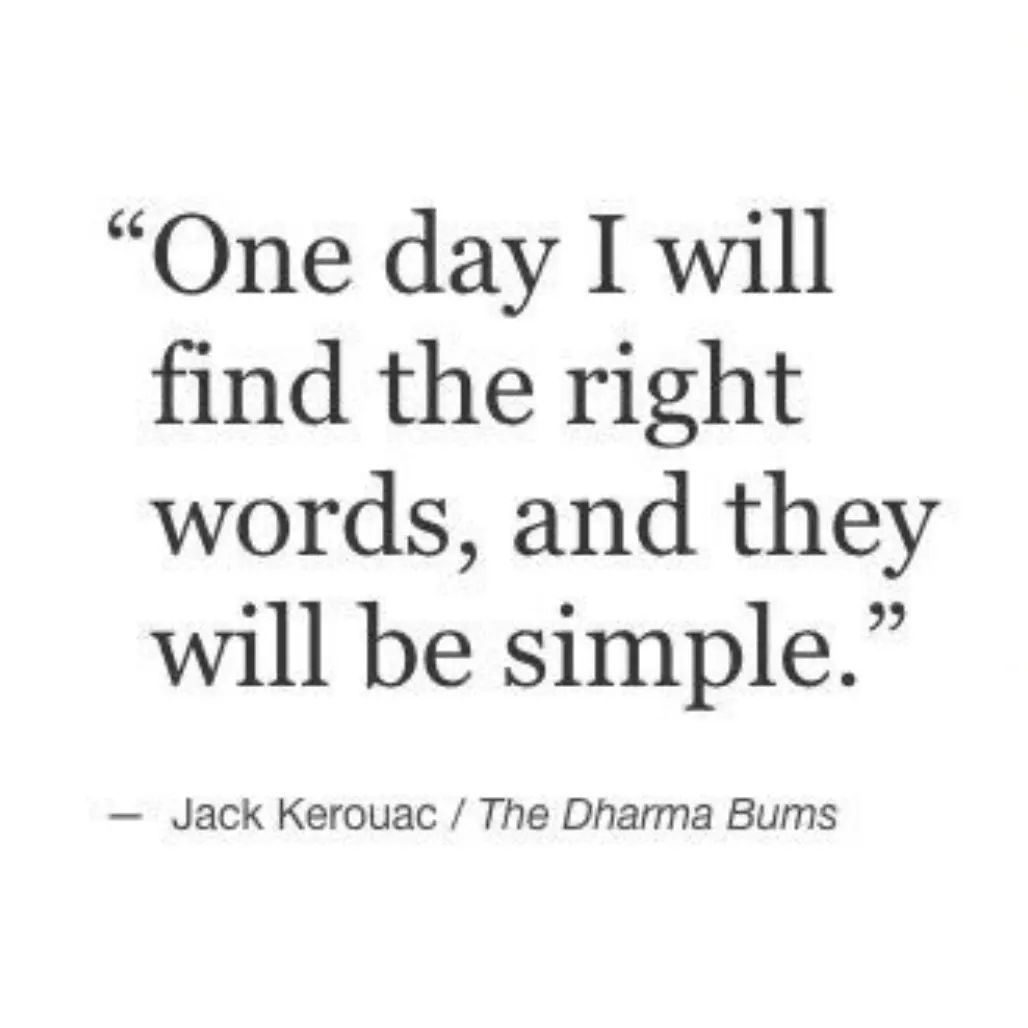 “One day I will
find the right
words, and they
will be simple.”
— Jack Kerouac / The Dharma Bums